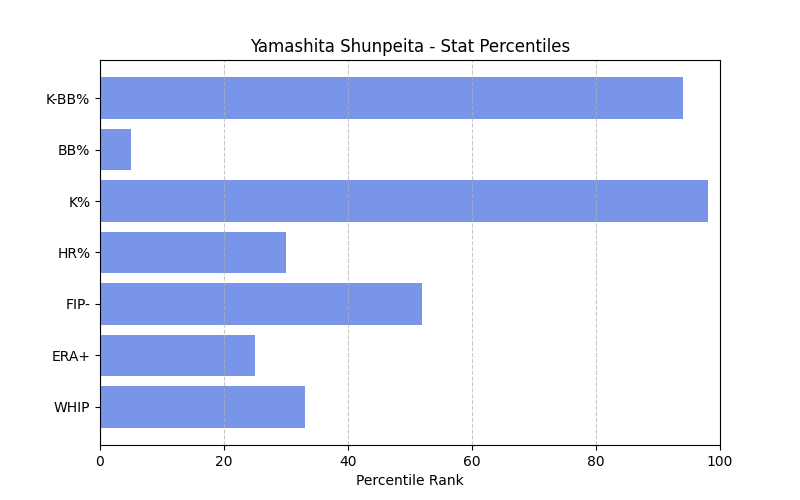 Yamashita Shunpeita - Stat Percentiles
K-BB%
BB%
K%
HR%
FIP-
ERA+
WHIP
0 20 40 60 80 100
Percentile Rank